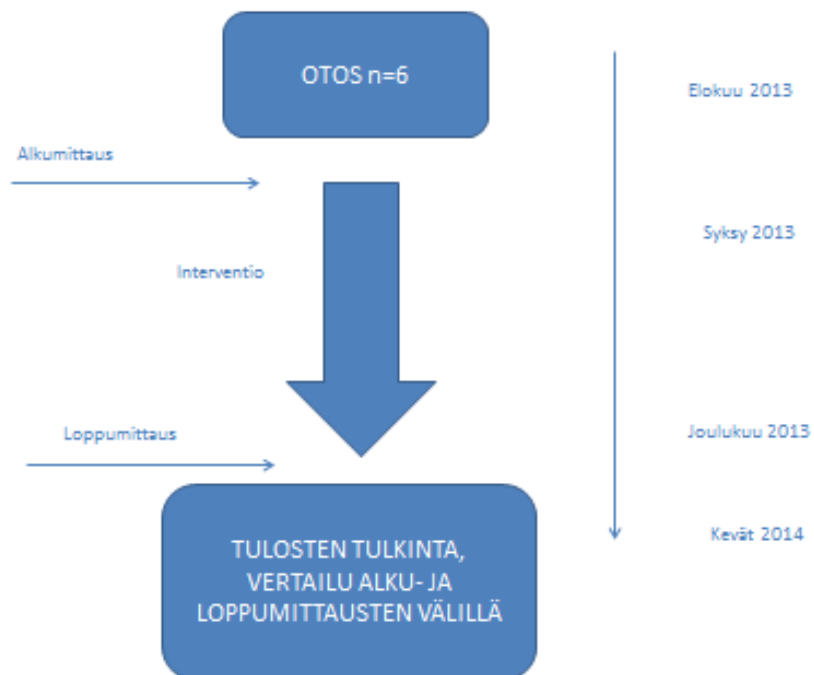 OTOS n=6
Elokuu 2013
Alkumittaus
Syksy 2013
Interventio
Loppumittaus
Joulukuu 2013
Kevät 2014
TULOSTEN TULKINTA,
VERTAILU ALKU- JA
LOPPUMITTAUSTEN VÄLILLÄ